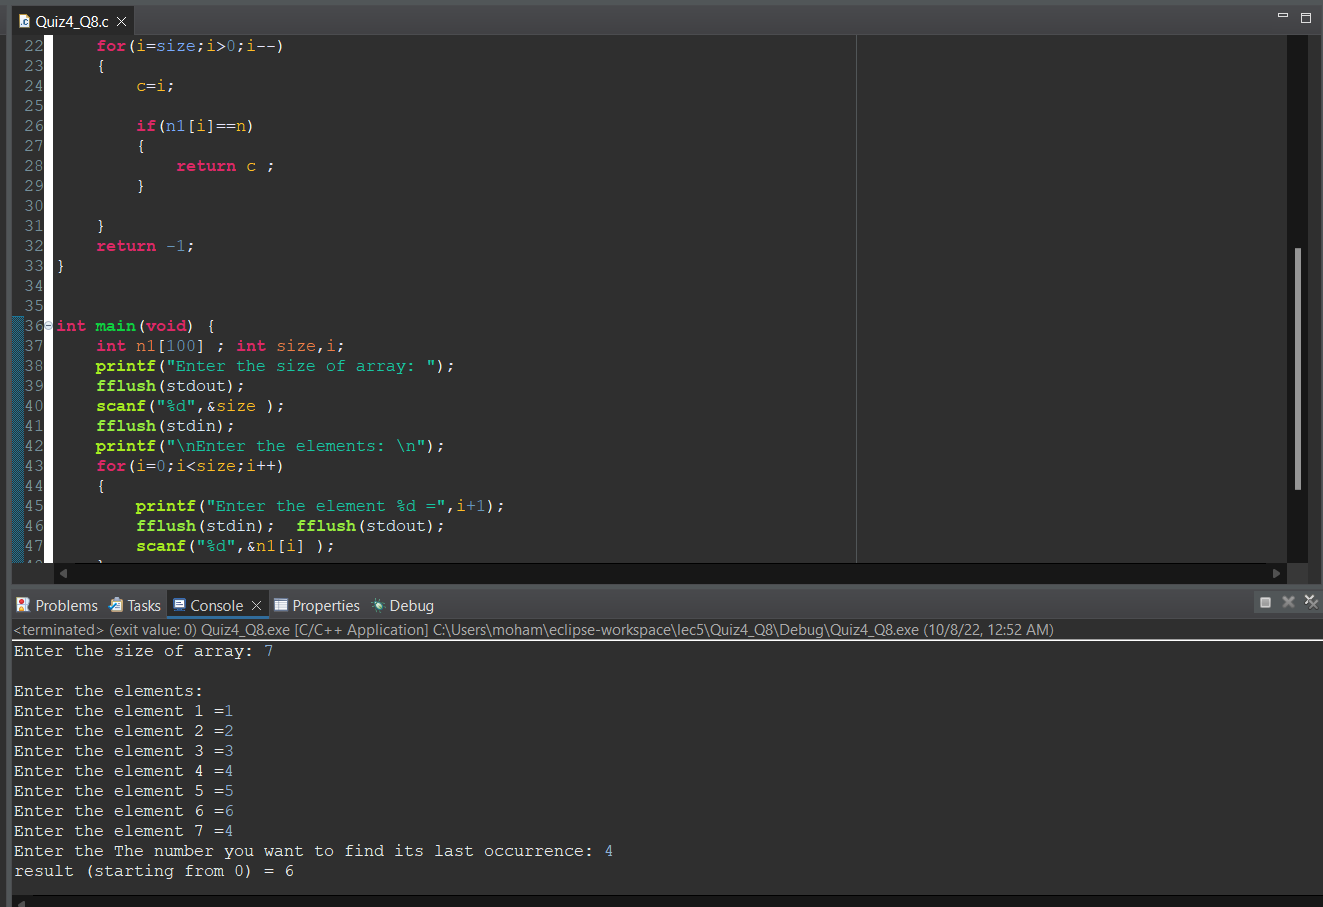 Quiz4_Q8.c
22 for(i=size;i>0;i--)
23 {
24 c=i;
25
26 if(n1[i]==n)
27 {
28 return c ;
29 }
30
31 }
32 return -1;
33 }
34
35
36 int main(void) {
37 int n1[100] ; int size,i;
38 printf("Enter the size of array: ");
39 fflush(stdout);
40 scanf("%d",&size );
41 fflush(stdin);
42 printf("\nEnter the elements: \n");
43 for(i=0;i<size;i++)
44 {
45 printf("Enter the element %d =",i+1);
46 fflush(stdin);  fflush(stdout);
47 scanf("%d",&n1[i] );
Problems Tasks Console Properties Debug
<terminated> (exit value: 0) Quiz4_Q8.exe [C/C++ Application] C:\Users\moham\eclipse-workspace\lec5\Quiz4_Q8\Debug\Quiz4_Q8.exe (10/8/22, 12:52 AM)
Enter the size of array: 7
Enter the elements:
Enter the element 1 =1
Enter the element 2 =2
Enter the element 3 =3
Enter the element 4 =4
Enter the element 5 =5
Enter the element 6 =6
Enter the element 7 =4
Enter the The number you want to find its last occurrence: 4
result (starting from 0) = 6